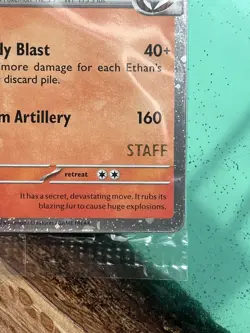 ly Blast 40+
more damage for each Ethan's
discard pile.
m Artillery 160
STAFF
retreat
It has a secret, devastating move. It rubs its
blazing fur to cause huge explosions.